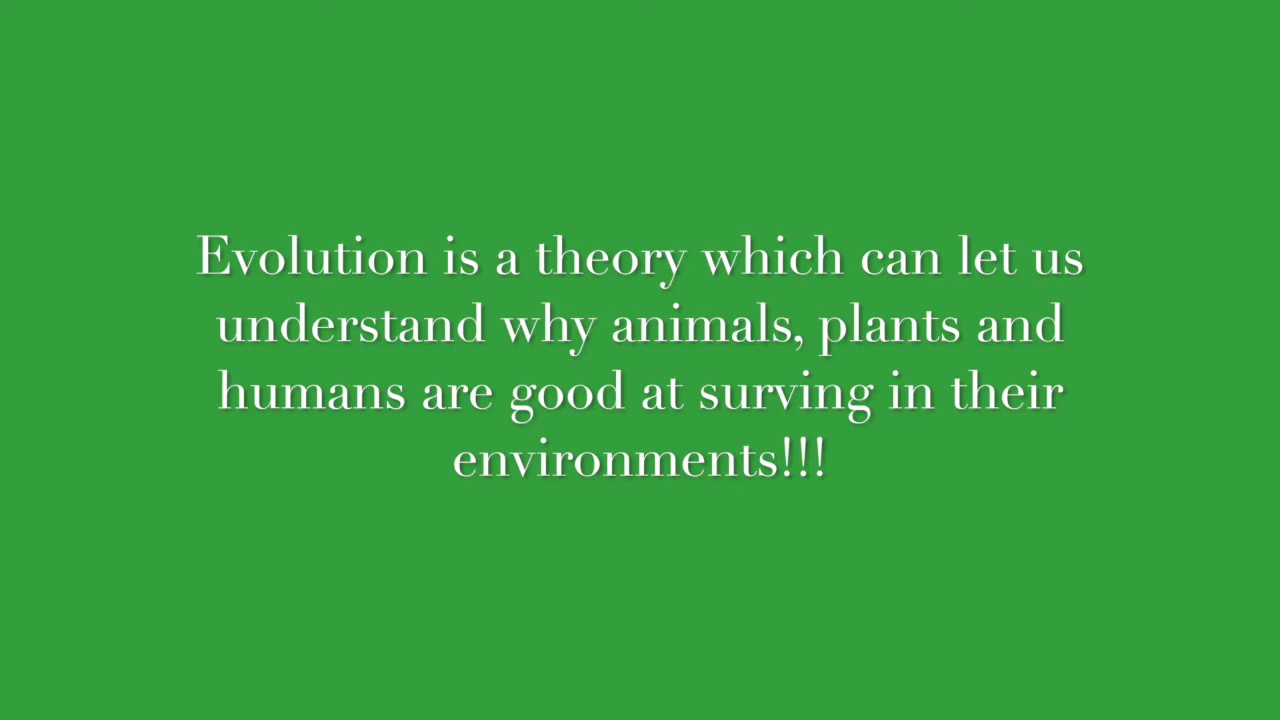 Evolution is a theory which can let us
understand why animals, plants and
humans are good at surving in their
environments!!!